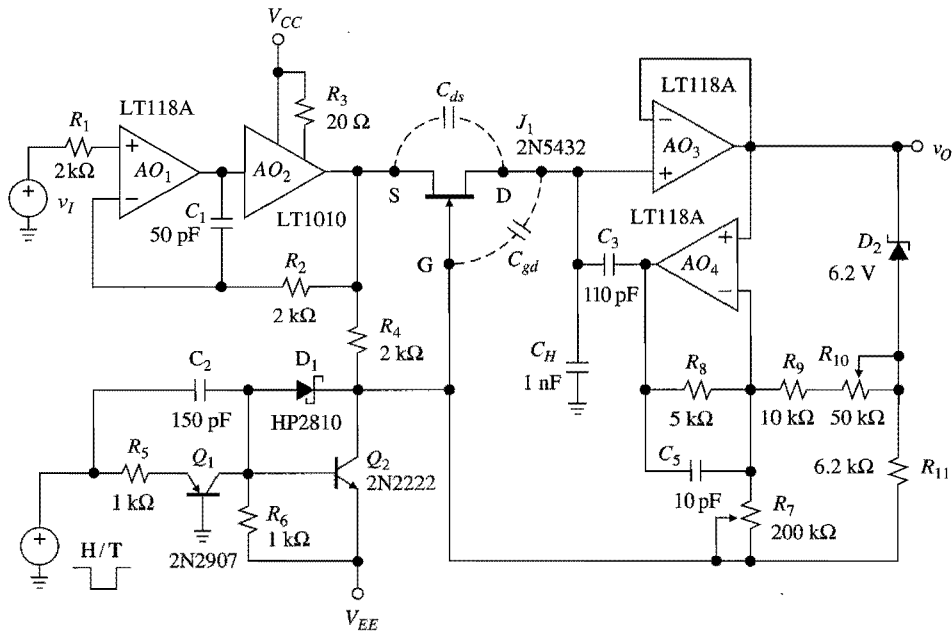 V_CC
LT118A
R_3
20 Ω
C_ds
J_1
2N5432
LT118A
R_1
2 kΩ
+
−
AO_1
AO_2
LT1010
S
D
−
+
AO_3
v_O
v_I
C_1
50 pF
R_2
2 kΩ
G
C_gd
C_3
110 pF
LT118A
AO_4
+
−
D_2
6.2 V
R_4
2 kΩ
C_H
1 nF
R_8
5 kΩ
R_9
10 kΩ
R_10
50 kΩ
C_2
150 pF
D_1
HP2810
R_5
1 kΩ
Q_1
2N2907
Q_2
2N2222
R_6
1 kΩ
C_5
10 pF
R_7
200 kΩ
6.2 kΩ
R_11
H/T
V_EE